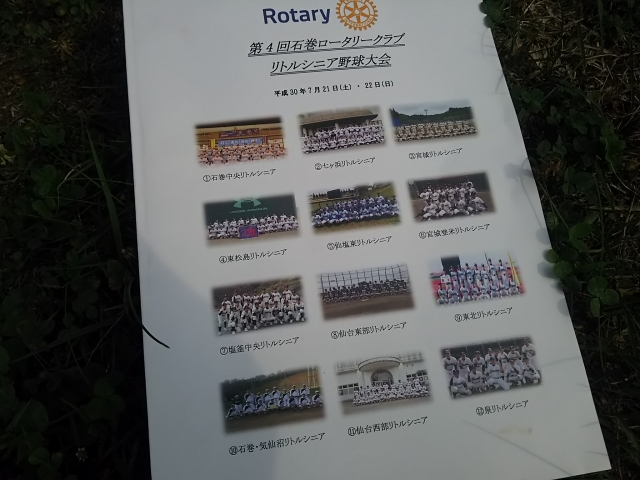 Rotary
第4回石巻ロータリークラブ
リトルシニア野球大会
平成30年7月21日(土)・22日(日)
①石巻中央リトルシニア
②七ヶ浜リトルシニア
③宮城リトルシニア
④東松島リトルシニア
⑤仙塩東リトルシニア
⑥宮城登米リトルシニア
⑦塩釜中央リトルシニア
⑧仙台東部リトルシニア
⑨東北リトルシニア
⑩石巻・気仙沼リトルシニア
⑪仙台西部リトルシニア
⑫泉リトルシニア